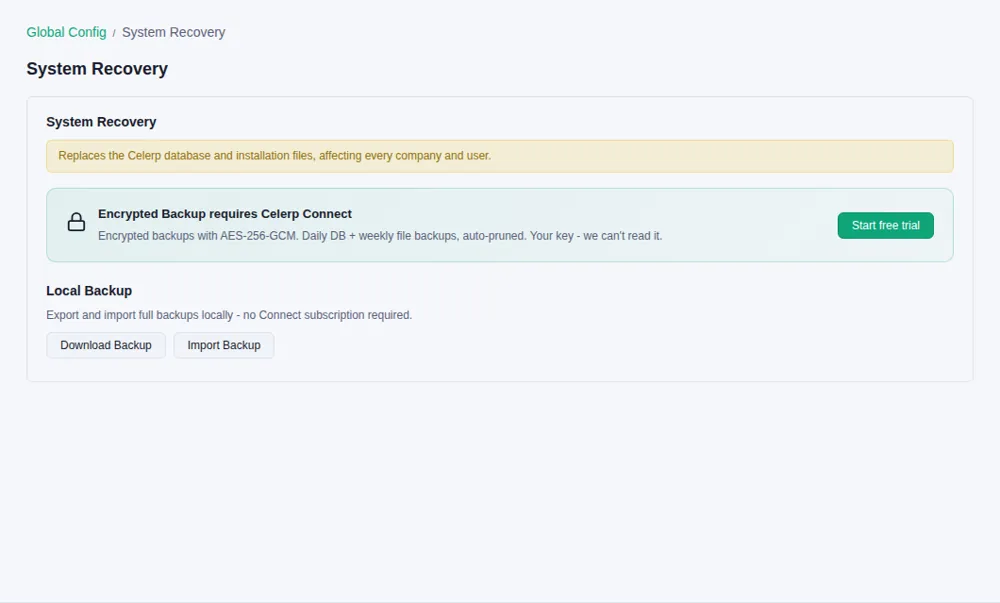 Global Config / System Recovery
System Recovery
System Recovery
Replaces the Celerp database and installation files, affecting every company and user.
Encrypted Backup requires Celerp Connect
Encrypted backups with AES-256-GCM. Daily DB + weekly file backups, auto-pruned. Your key - we can't read it.
Start free trial
Local Backup
Export and import full backups locally - no Connect subscription required.
Download Backup Import Backup